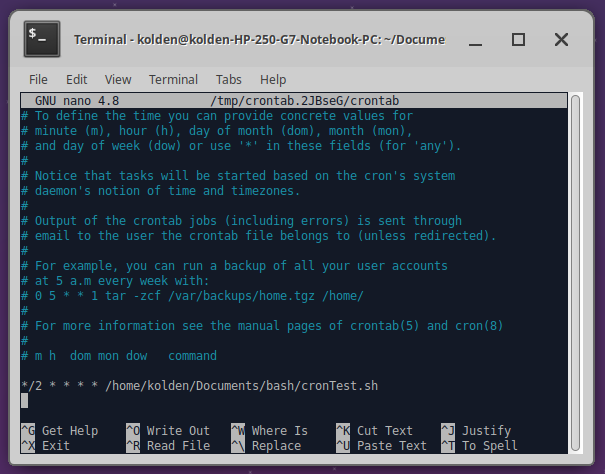 $_
Terminal - kolden@kolden-HP-250-G7-Notebook-PC: ~/Docume
File Edit View Terminal Tabs Help
GNU nano 4.8 /tmp/crontab.2JBseG/crontab
# To define the time you can provide concrete values for
# minute (m), hour (h), day of month (dom), month (mon),
# and day of week (dow) or use '*' in these fields (for 'any').
#
# Notice that tasks will be started based on the cron's system
# daemon's notion of time and timezones.
#
# Output of the crontab jobs (including errors) is sent through
# email to the user the crontab file belongs to (unless redirected).
#
# For example, you can run a backup of all your user accounts
# at 5 a.m every week with:
# 0 5 * * 1 tar -zcf /var/backups/home.tgz /home/
#
# For more information see the manual pages of crontab(5) and cron(8)
#
# m h  dom mon dow   command
*/2 * * * * /home/kolden/Documents/bash/cronTest.sh
^G Get Help ^O Write Out ^W Where Is ^K Cut Text ^J Justify
^X Exit ^R Read File ^\ Replace ^U Paste Text ^T To Spell